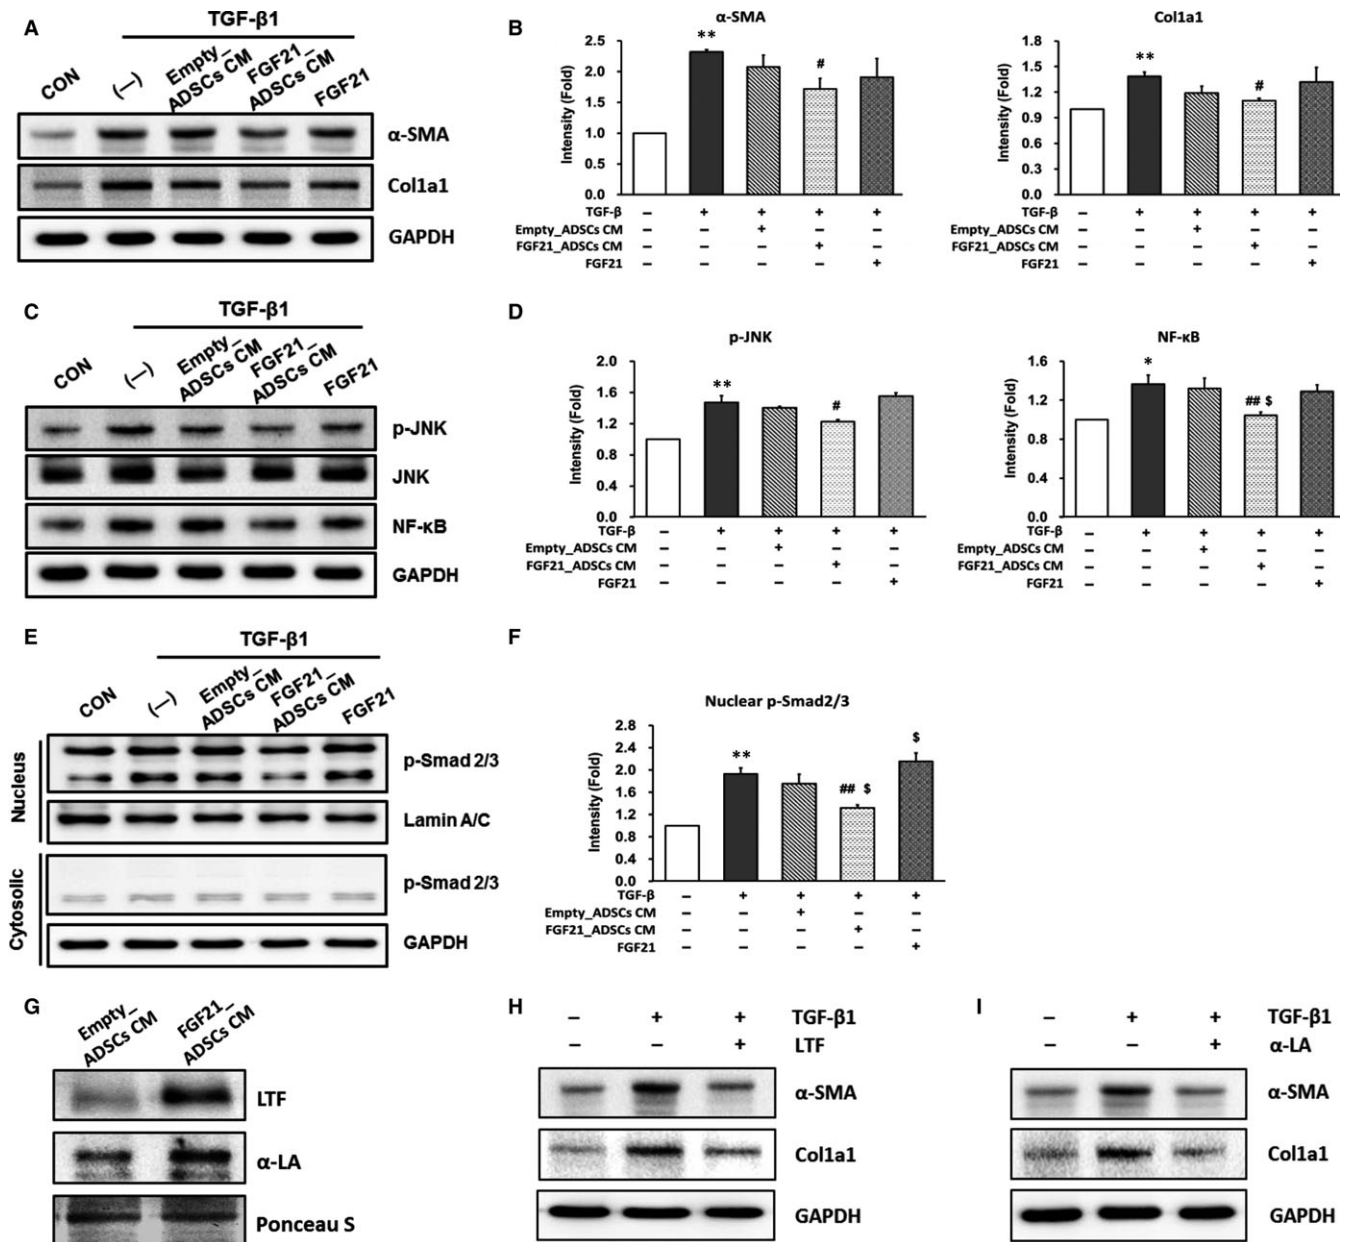 A
TGF-β1
CON
(—)
Empty_
ADSCs CM
FGF21_
ADSCs CM
FGF21
α-SMA
Col1a1
GAPDH
B
α-SMA
Intensity (Fold)
2.5
2.0
1.5
1.0
0.5
0.0
**
#
TGF-β – + + + +
Empty_ADSCs CM – – + – –
FGF21_ADSCs CM – – – + –
FGF21 – – – – +
Col1a1
Intensity (Fold)
1.8
1.5
1.2
0.9
0.6
0.3
0.0
**
#
TGF-β – + + + +
Empty_ADSCs CM – – + – –
FGF21_ADSCs CM – – – + –
FGF21 – – – – +
C
TGF-β1
CON
(—)
Empty_
ADSCs CM
FGF21_
ADSCs CM
FGF21
p-JNK
JNK
NF-κB
GAPDH
D
p-JNK
Intensity (Fold)
2.0
1.6
1.2
0.8
0.4
0.0
**
#
TGF-β – + + + +
Empty_ADSCs CM – – + – –
FGF21_ADSCs CM – – – + –
FGF21 – – – – +
NF-κB
Intensity (Fold)
1.6
1.2
0.8
0.4
0.0
*
## $
TGF-β – + + + +
Empty_ADSCs CM – – + – –
FGF21_ADSCs CM – – – + –
FGF21 – – – – +
E
TGF-β1
CON
(—)
Empty_
ADSCs CM
FGF21_
ADSCs CM
FGF21
Nucleus
p-Smad 2/3
Lamin A/C
Cytosolic
p-Smad 2/3
GAPDH
F
Nuclear p-Smad2/3
Intensity (Fold)
2.8
2.4
2.0
1.6
1.2
0.8
0.4
0.0
**
## $
$
TGF-β – + + + +
Empty_ADSCs CM – – + – –
FGF21_ADSCs CM – – – + –
FGF21 – – – – +
G
Empty_
ADSCs CM
FGF21_
ADSCs CM
LTF
α-LA
Ponceau S
H
– + + TGF-β1
– – + LTF
α-SMA
Col1a1
GAPDH
I
– + + TGF-β1
– – + α-LA
α-SMA
Col1a1
GAPDH